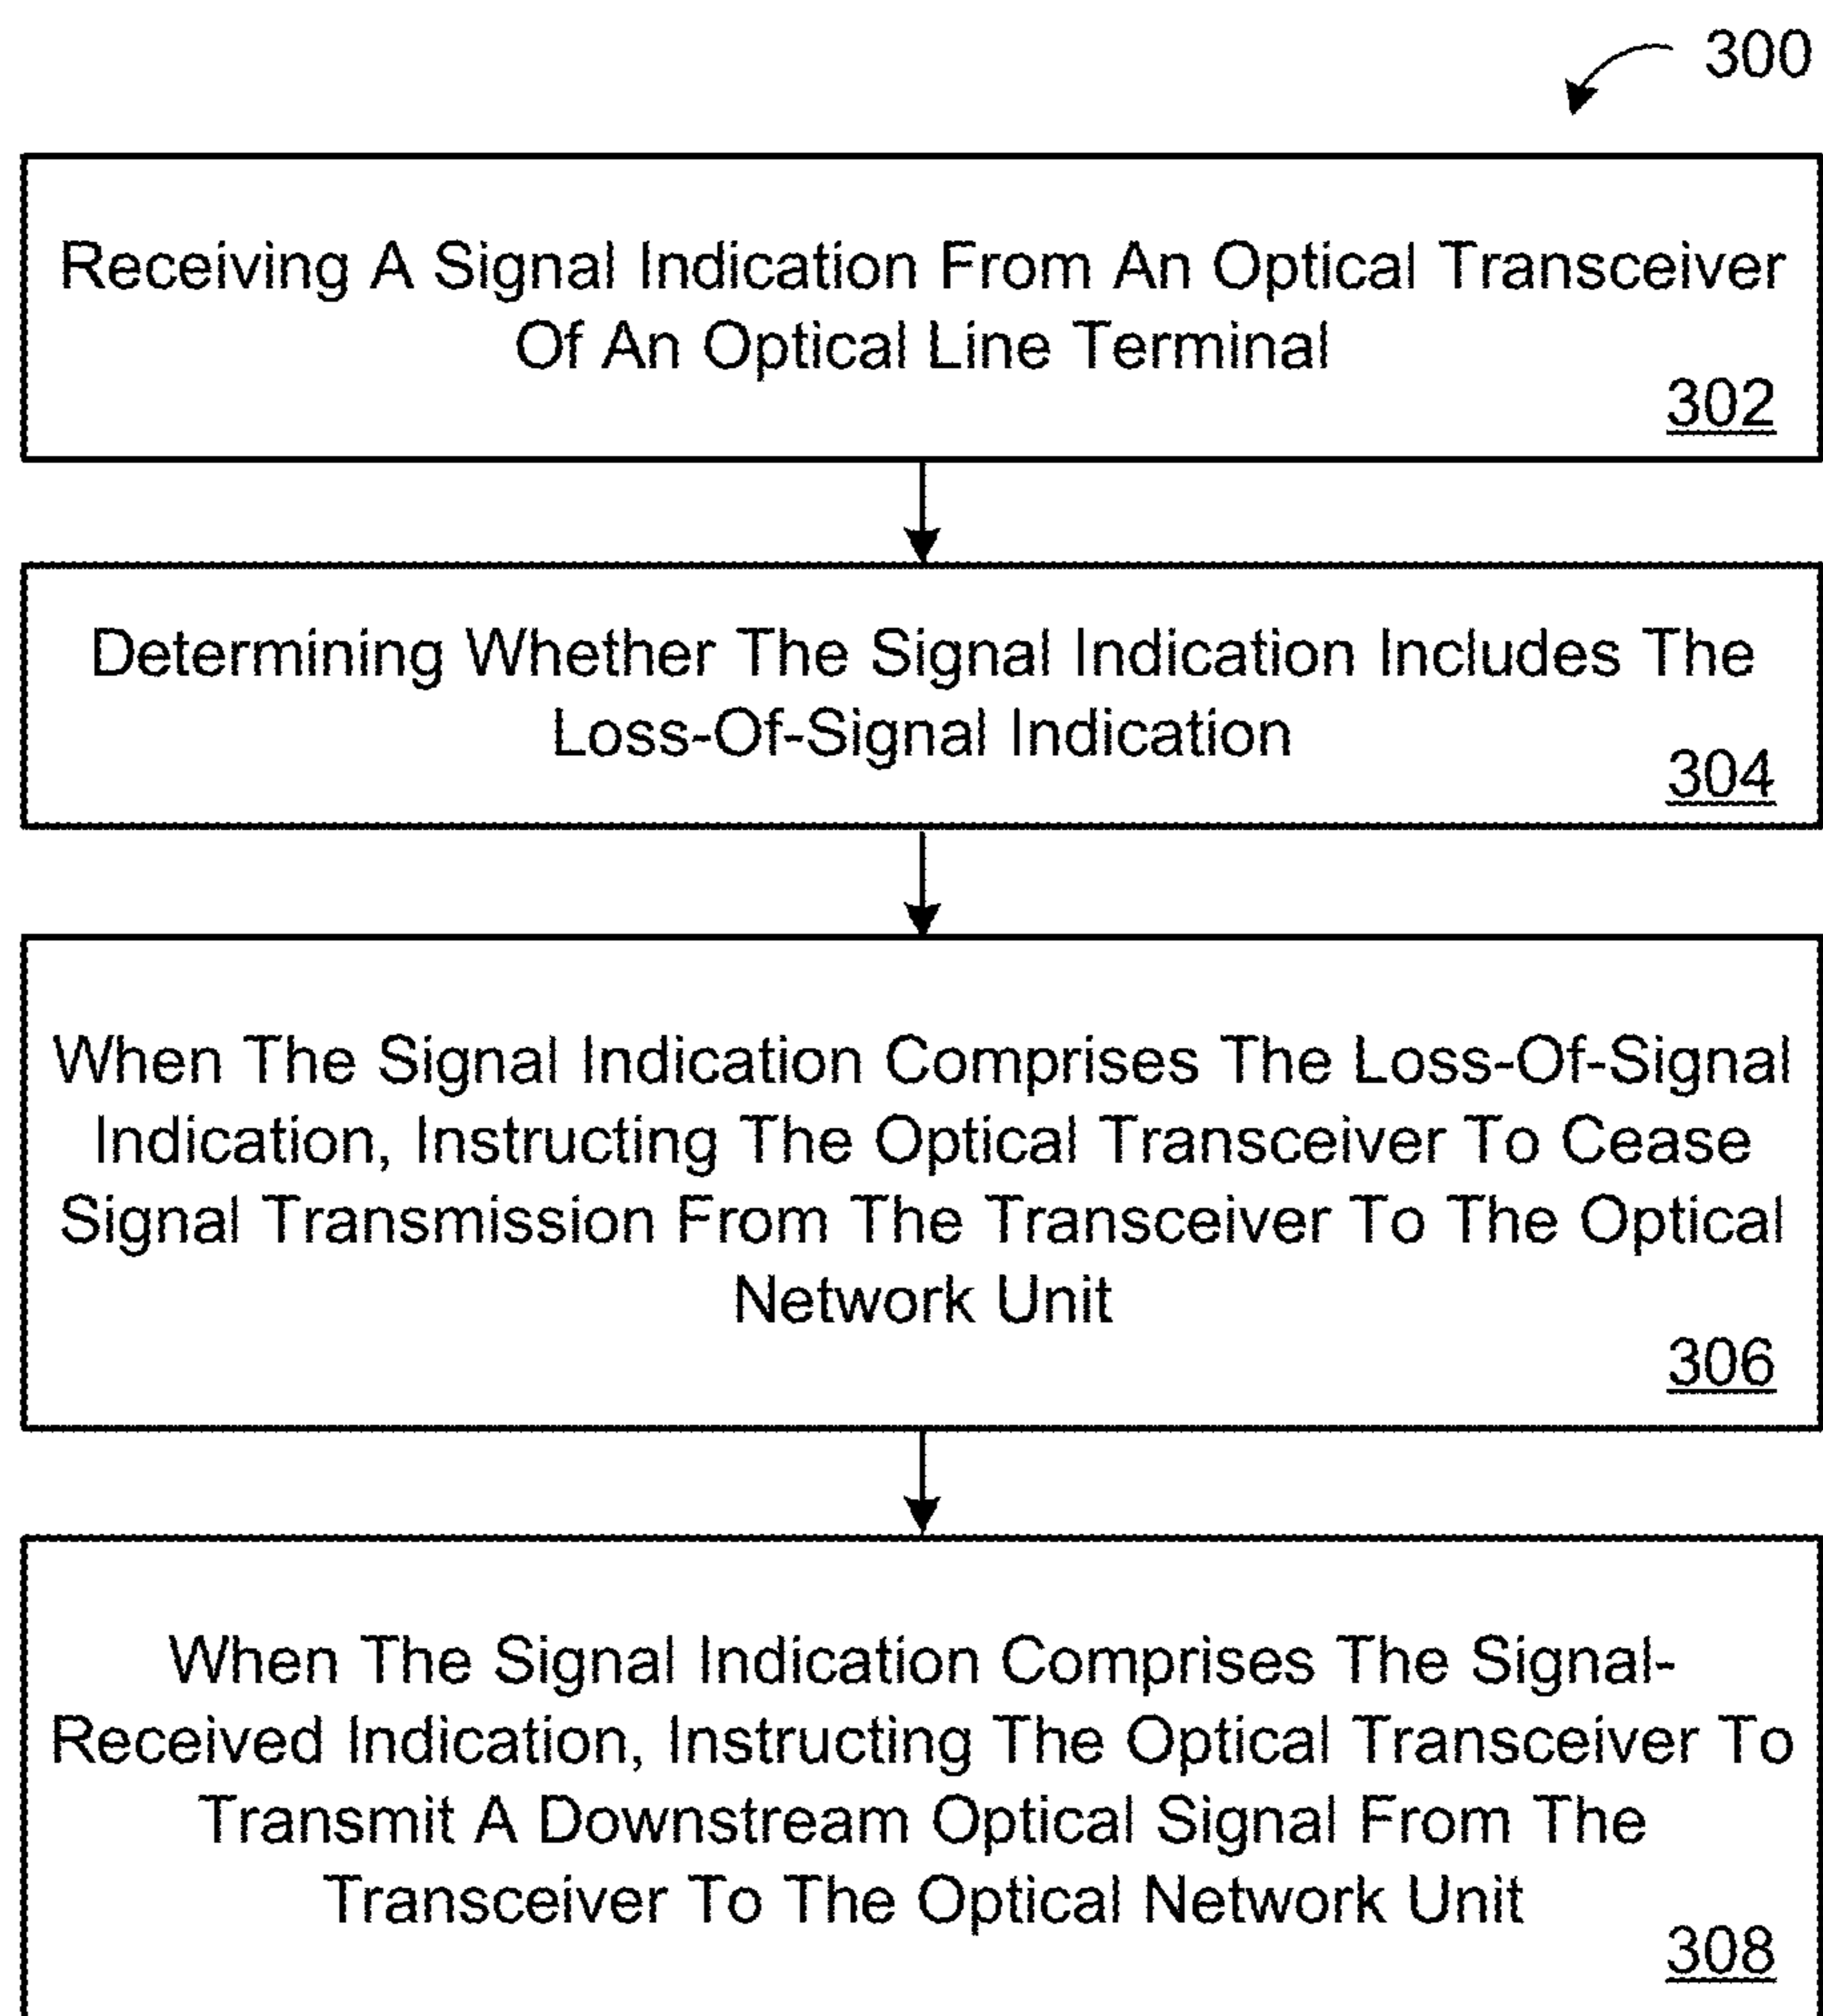 300
Receiving A Signal Indication From An Optical Transceiver
Of An Optical Line Terminal
302
Determining Whether The Signal Indication Includes The
Loss-Of-Signal Indication
304
When The Signal Indication Comprises The Loss-Of-Signal
Indication, Instructing The Optical Transceiver To Cease
Signal Transmission From The Transceiver To The Optical
Network Unit
306
When The Signal Indication Comprises The Signal-
Received Indication, Instructing The Optical Transceiver To
Transmit A Downstream Optical Signal From The
Transceiver To The Optical Network Unit
308